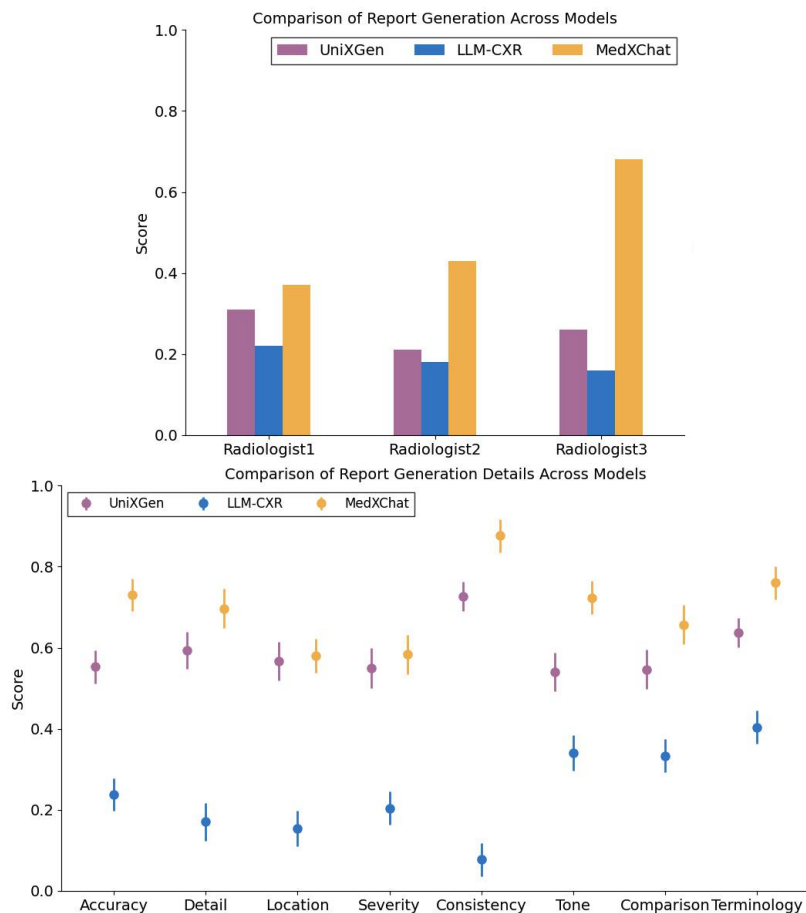 Comparison of Report Generation Across Models
UniXGen LLM-CXR MedXChat
1.0
0.8
0.6
0.4
0.2
0.0
Score
Radiologist1 Radiologist2 Radiologist3
Comparison of Report Generation Details Across Models
UniXGen LLM-CXR MedXChat
1.0
0.8
0.6
0.4
0.2
0.0
Score
Accuracy Detail Location Severity Consistency Tone Comparison Terminology